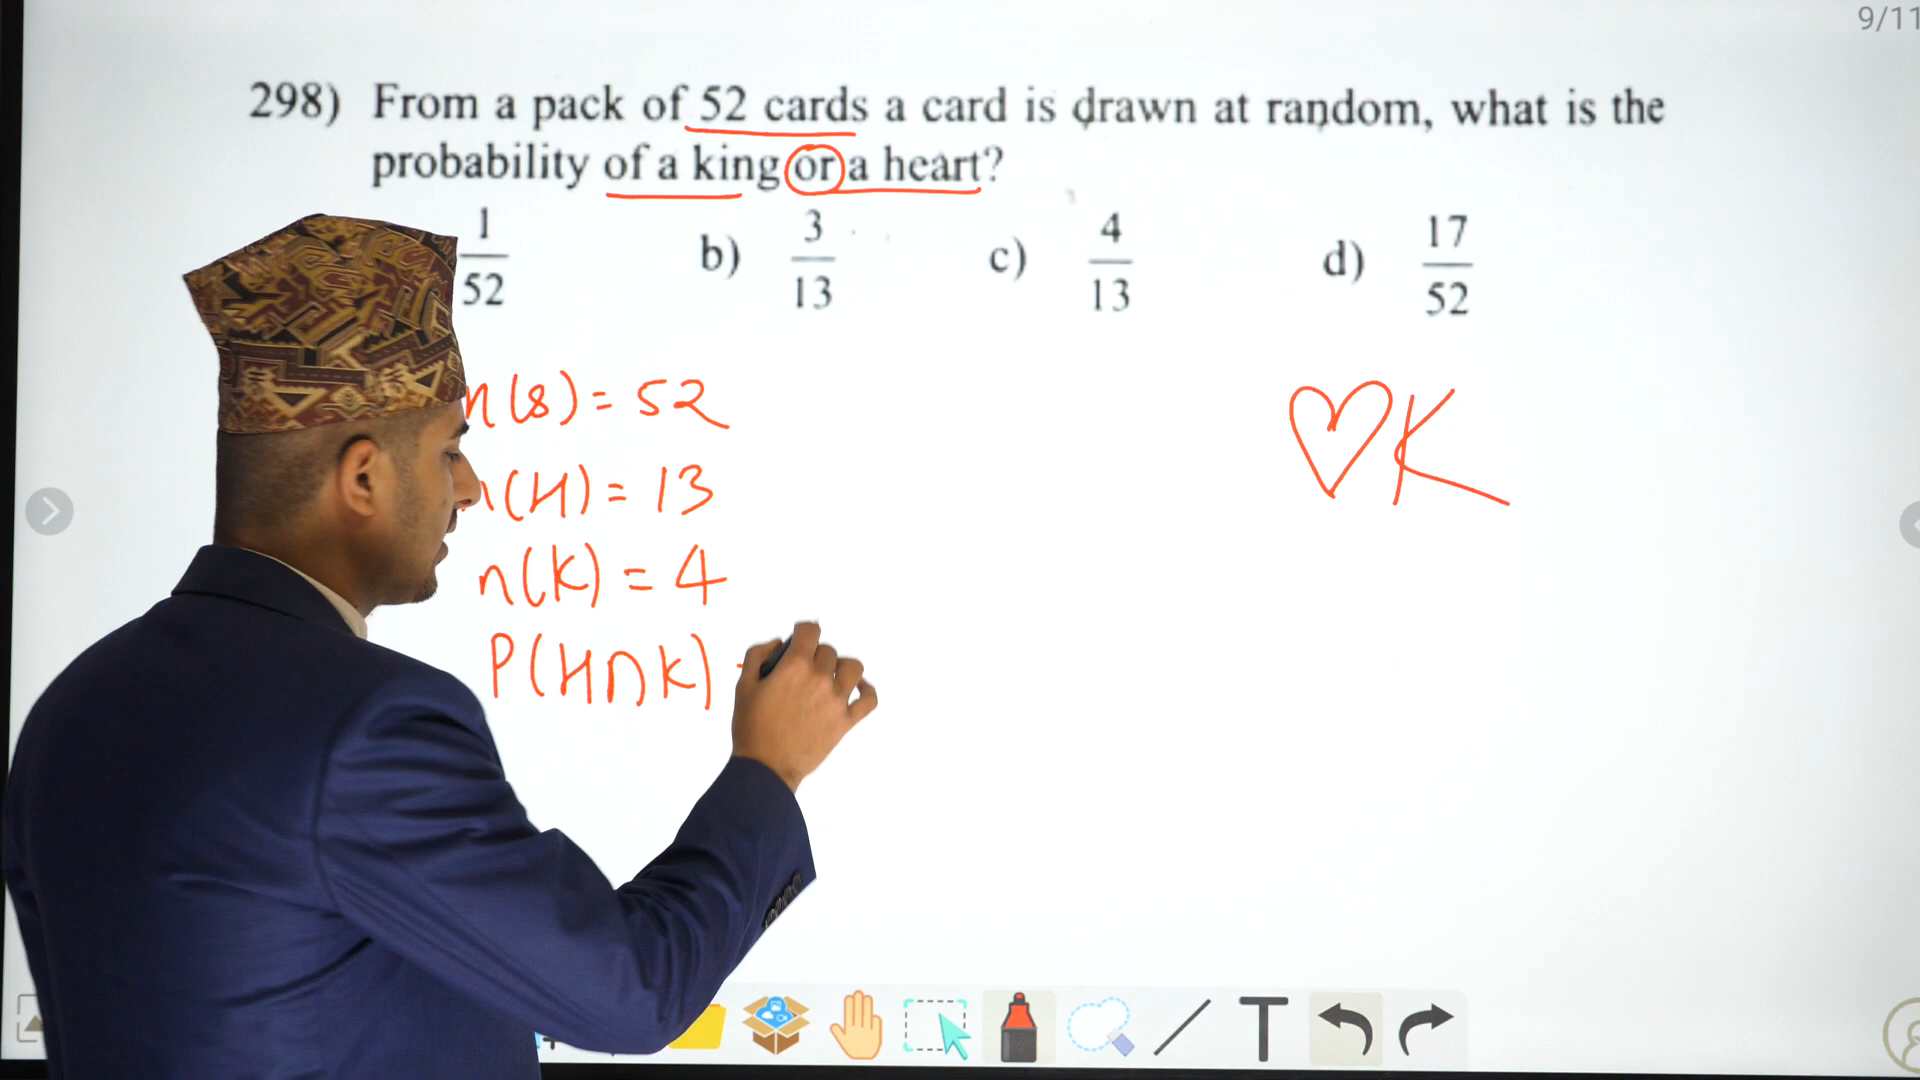 9/11
298) From a pack of 52 cards a card is drawn at random, what is the
probability of a king or a heart?
1/52 b) 3/13 c) 4/13 d) 17/52
n(s) = 52
n(H) = 13
n(K) = 4
P(H∩K)
♡K
T